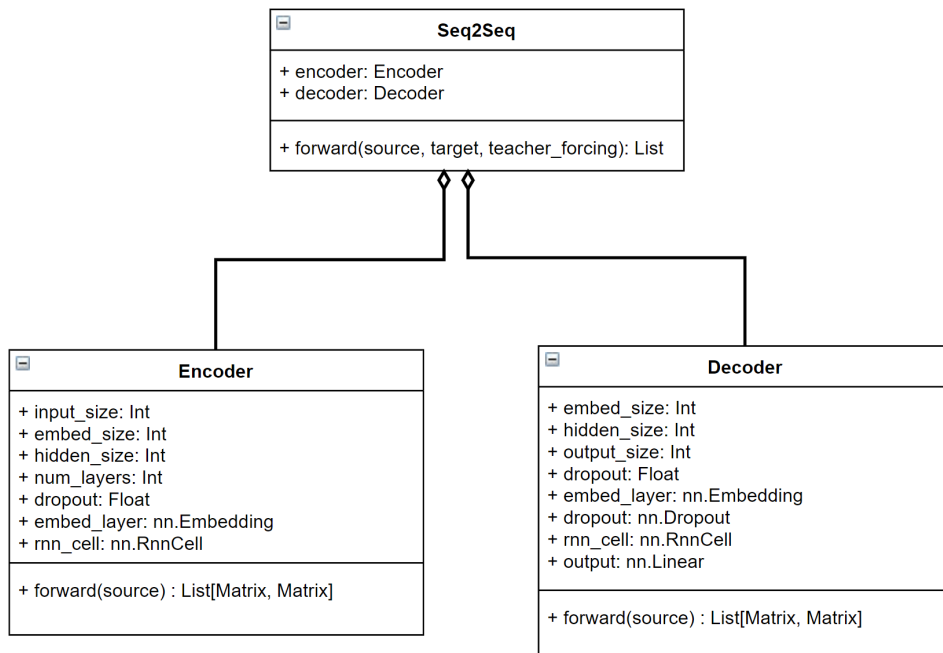 Seq2Seq
+ encoder: Encoder
+ decoder: Decoder
+ forward(source, target, teacher_forcing): List
Encoder
+ input_size: Int
+ embed_size: Int
+ hidden_size: Int
+ num_layers: Int
+ dropout: Float
+ embed_layer: nn.Embedding
+ rnn_cell: nn.RnnCell
+ forward(source) : List[Matrix, Matrix]
Decoder
+ embed_size: Int
+ hidden_size: Int
+ output_size: Int
+ dropout: Float
+ embed_layer: nn.Embedding
+ dropout: nn.Dropout
+ rnn_cell: nn.RnnCell
+ output: nn.Linear
+ forward(source) : List[Matrix, Matrix]